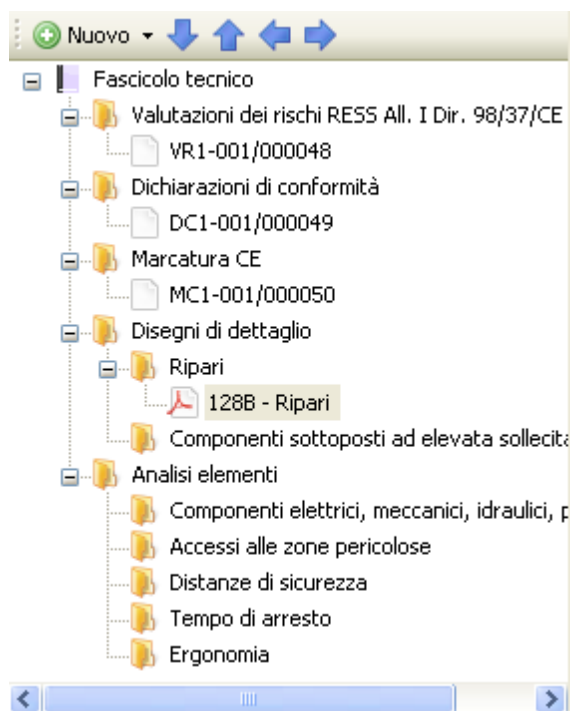 Nuovo
Fascicolo tecnico
Valutazioni dei rischi RESS All. I Dir. 98/37/CE
VR1-001/000048
Dichiarazioni di conformità
DC1-001/000049
Marcatura CE
MC1-001/000050
Disegni di dettaglio
Ripari
128B - Ripari
Componenti sottoposti ad elevata sollecita
Analisi elementi
Componenti elettrici, meccanici, idraulici, p
Accessi alle zone pericolose
Distanze di sicurezza
Tempo di arresto
Ergonomia